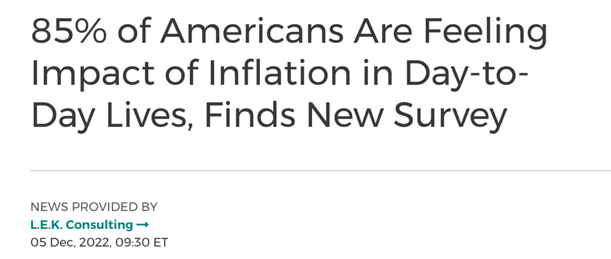 85% of Americans Are Feeling
Impact of Inflation in Day-to-
Day Lives, Finds New Survey
NEWS PROVIDED BY
L.E.K. Consulting →
05 Dec, 2022, 09:30 ET